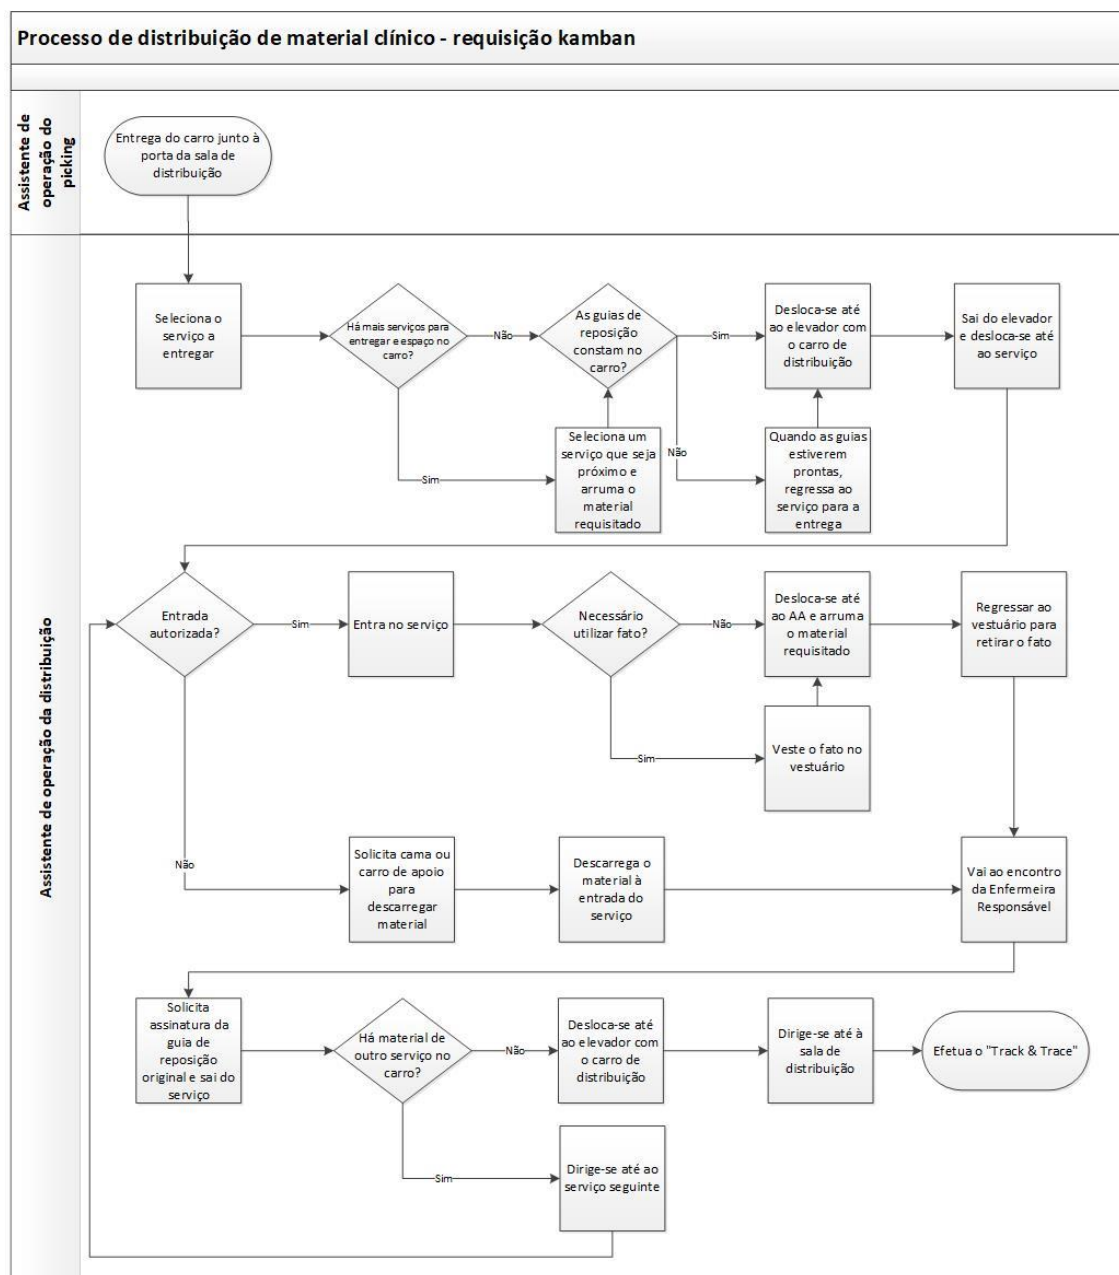 Processo de distribuição de material clínico - requisição kamban
Assistente de
operação do
picking
Entrega do carro junto à
porta da sala de
distribuição
Assistente de operação da distribuição
Seleciona o
serviço a
entregar
Há mais serviços para
entregar e espaço no
carro?
Não
As guias de
reposição
constam no
carro?
Sim
Desloca-se até
ao elevador com
o carro de
distribuição
Sai do elevador
e desloca-se até
ao serviço
Sim
Seleciona um
serviço que seja
próximo e
arruma o
material
requisitado
Não
Quando as guias
estiverem
prontas,
regressa ao
serviço para a
entrega
Entrada
autorizada?
Sim
Entra no serviço
Necessário
utilizar fato?
Não
Desloca-se até
ao AA e arruma
o material
requisitado
Regressar ao
vestuário para
retirar o fato
Sim
Veste o fato no
vestuário
Não
Solicita cama ou
carro de apoio
para
descarregar
material
Descarrega o
material à
entrada do
serviço
Vai ao encontro
da Enfermeira
Responsável
Solicita
assinatura da
guia de
reposição
original e sai do
serviço
Há material de
outro serviço no
carro?
Não
Desloca-se até
ao elevador com
o carro de
distribuição
Dirige-se até à
sala de
distribuição
Efetua o "Track & Trace"
Sim
Dirige-se até ao
serviço seguinte